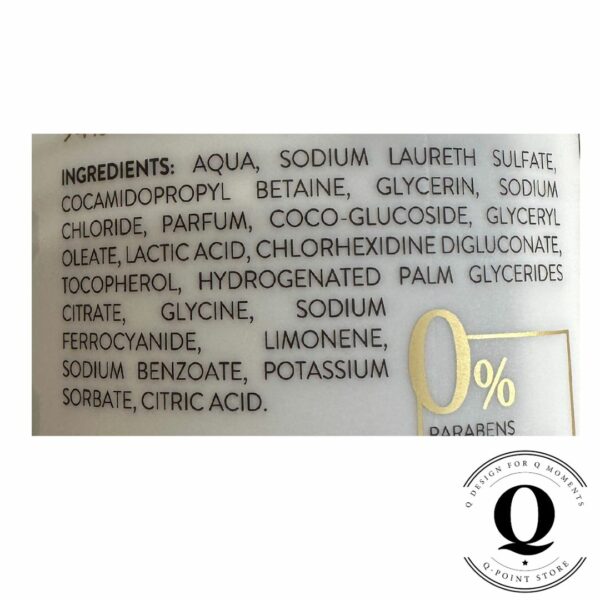 INGREDIENTS: AQUA, SODIUM LAURETH SULFATE,
COCAMIDOPROPYL BETAINE, GLYCERIN, SODIUM
CHLORIDE, PARFUM, COCO-GLUCOSIDE, GLYCERYL
OLEATE, LACTIC ACID, CHLORHEXIDINE DIGLUCONATE,
TOCOPHEROL, HYDROGENATED PALM GLYCERIDES
CITRATE, GLYCINE, SODIUM
FERROCYANIDE, LIMONENE,
SODIUM BENZOATE, POTASSIUM
SORBATE, CITRIC ACID.
0%
PARABENS
Q DESIGN FOR Q MOMENTS
Q
Q-POINT STORE